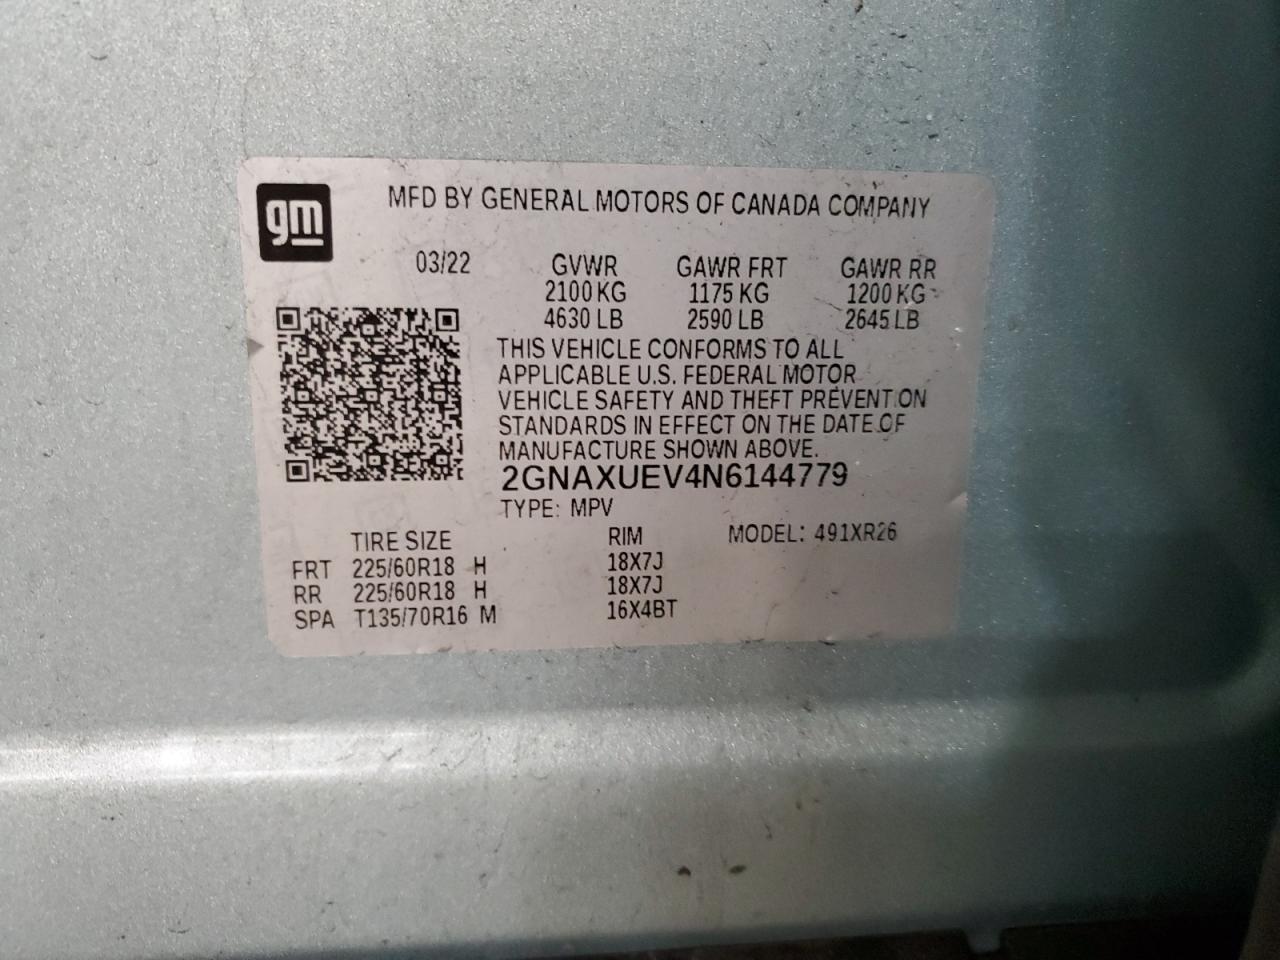 gm
MFD BY GENERAL MOTORS OF CANADA COMPANY
03/22 GVWR GAWR FRT GAWR RR
2100 KG 1175 KG 1200 KG
4630 LB 2590 LB 2645 LB
THIS VEHICLE CONFORMS TO ALL
APPLICABLE U.S. FEDERAL MOTOR
VEHICLE SAFETY AND THEFT PREVENTION
STANDARDS IN EFFECT ON THE DATE OF
MANUFACTURE SHOWN ABOVE.
2GNAXUEV4N6144779
TYPE: MPV
TIRE SIZE RIM MODEL: 491XR26
FRT 225/60R18 H 18X7J
RR 225/60R18 H 18X7J
SPA T135/70R16 M 16X4BT